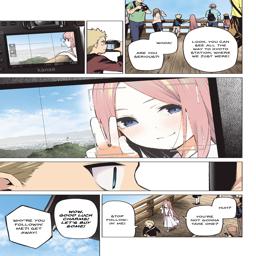 WHOA!
ARE YOU
SERIOUS?!
LOOK, YOU CAN
SEE ALL THE
WAY TO KYOTO
STATION, WHERE
WE JUST WERE!
WHY'RE
YOU
FOLLOWIN'
ME?! GET
AWAY!
WOW,
GOOD LUCK
CHARMS!
LET'S BUY
SOME!
STOP
FOLLOWIN'
ME!
HUH?
YOU'RE
NOT GONNA
TAKE ONE?